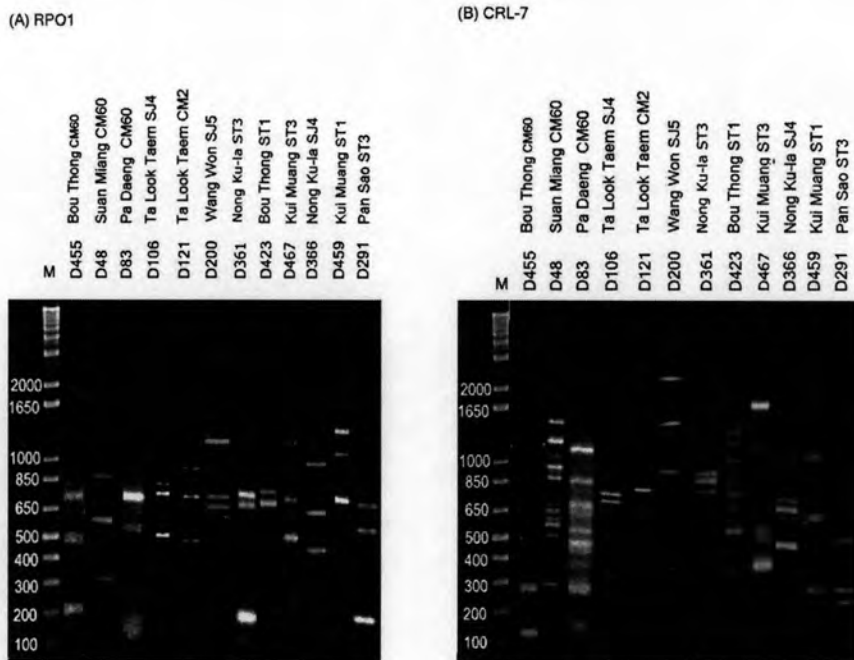 (A) RPO1
Bou Thong CM60
Suan Miang CM60
Pa Daeng CM60
Ta Look Taem SJ4
Ta Look Taem CM2
Wang Won SJ5
Nong Ku-la ST3
Bou Thong ST1
Kui Muang ST3
Nong Ku-la SJ4
Kui Muang ST1
Pan Sao ST3
M
D455
D48
D83
D106
D121
D200
D361
D423
D467
D366
D459
D291
2000
1650
1000
850
650
500
400
300
200
100
(B) CRL-7
Bou Thong CM60
Suan Miang CM60
Pa Daeng CM60
Ta Look Taem SJ4
Ta Look Taem CM2
Wang Won SJ5
Nong Ku-la ST3
Bou Thong ST1
Kui Muang ST3
Nong Ku-la SJ4
Kui Muang ST1
Pan Sao ST3
M
D455
D48
D83
D106
D121
D200
D361
D423
D467
D366
D459
D291
2000
1650
1000
850
650
500
400
300
200
100